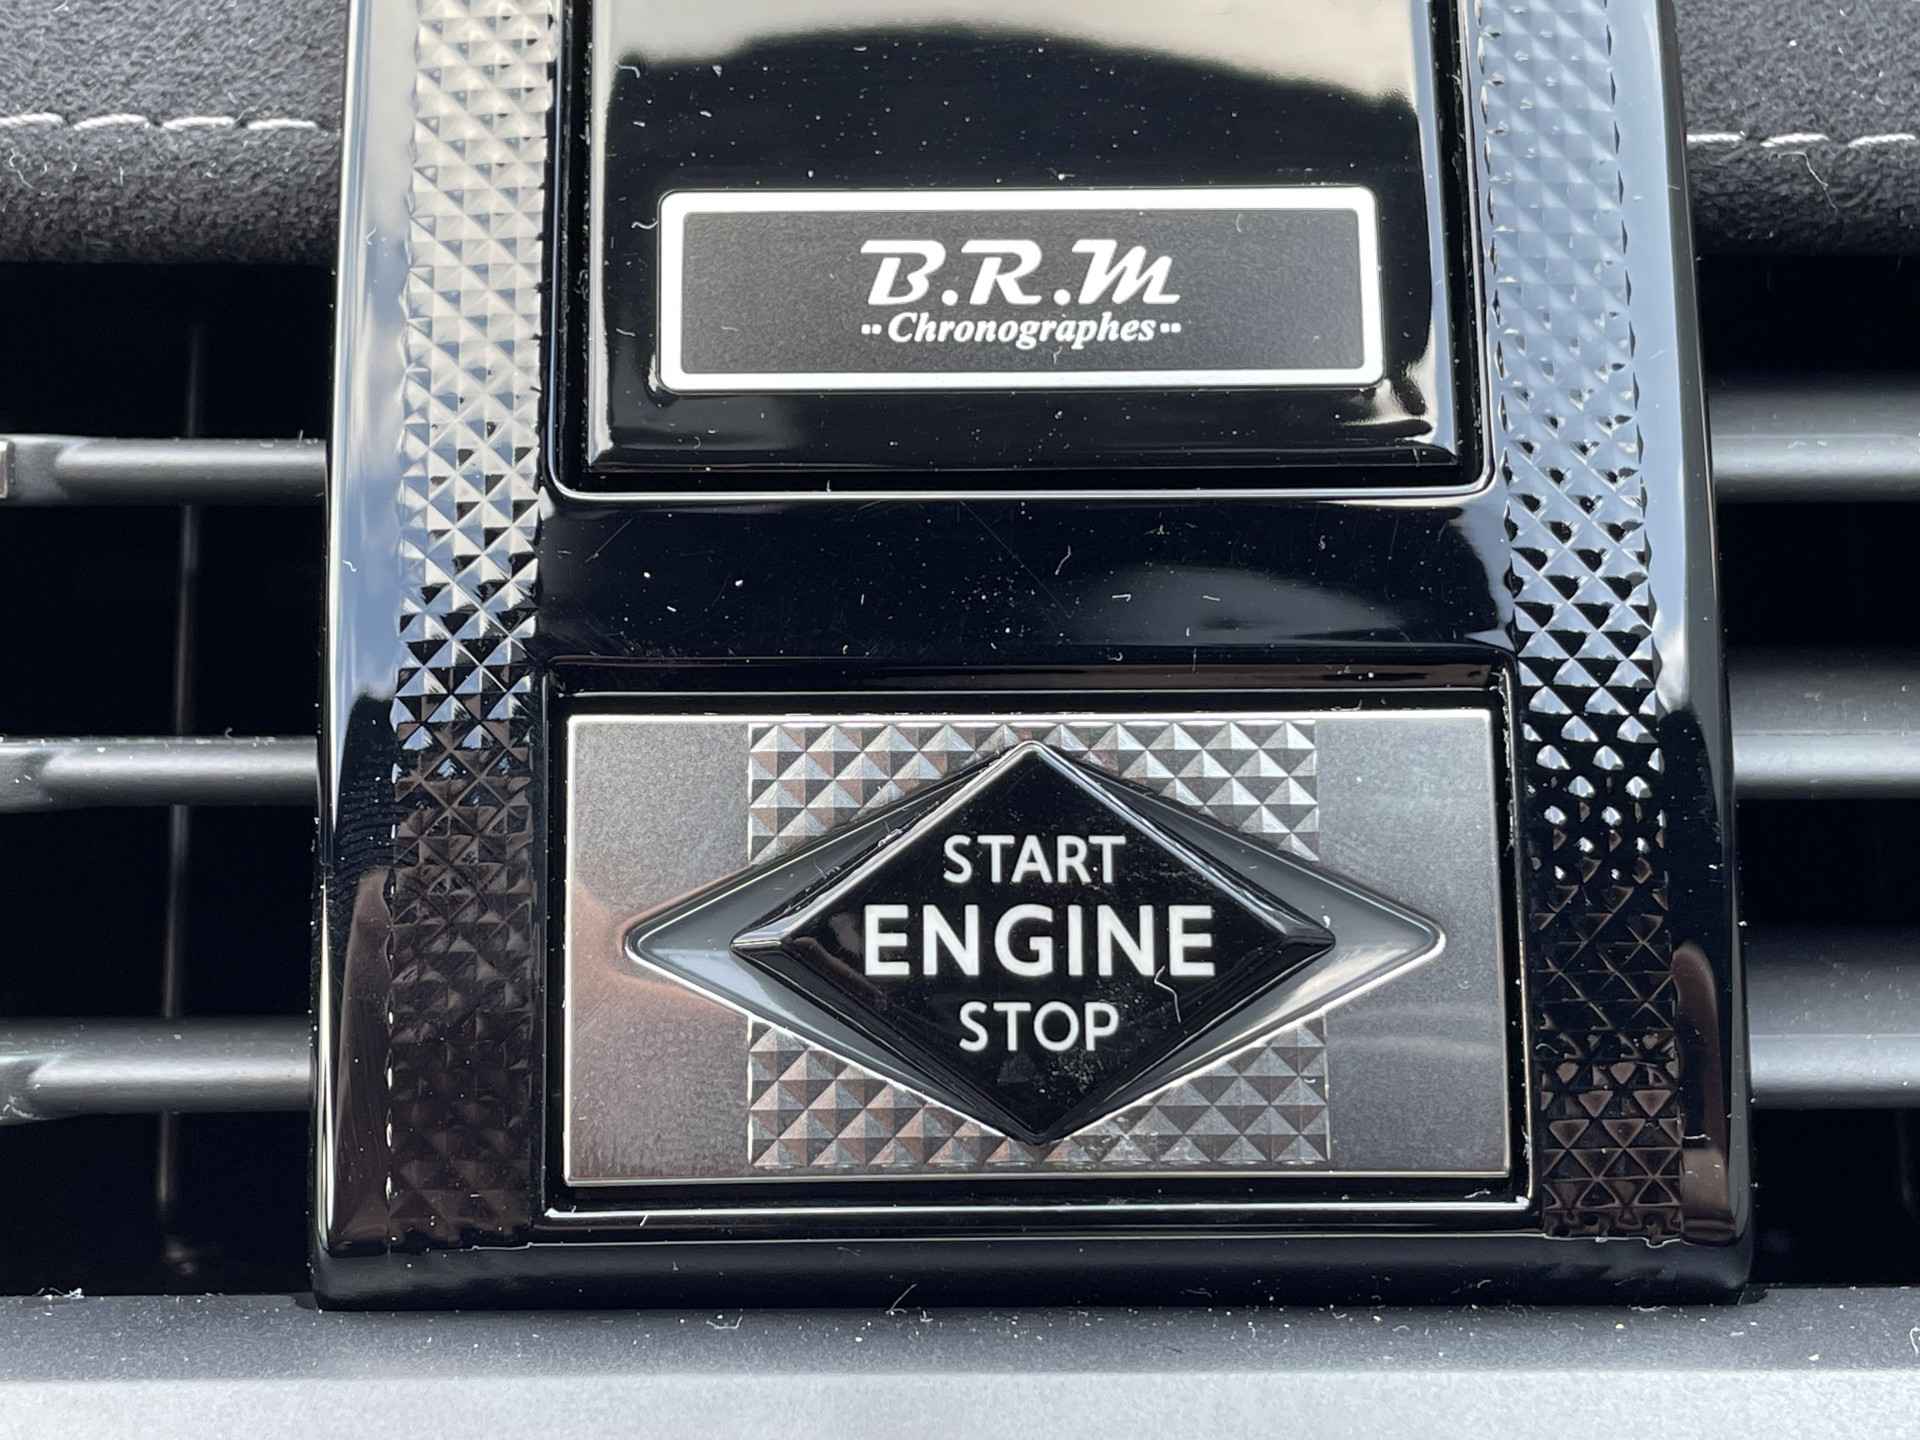 B.R.M
Chronographes
START
ENGINE
STOP